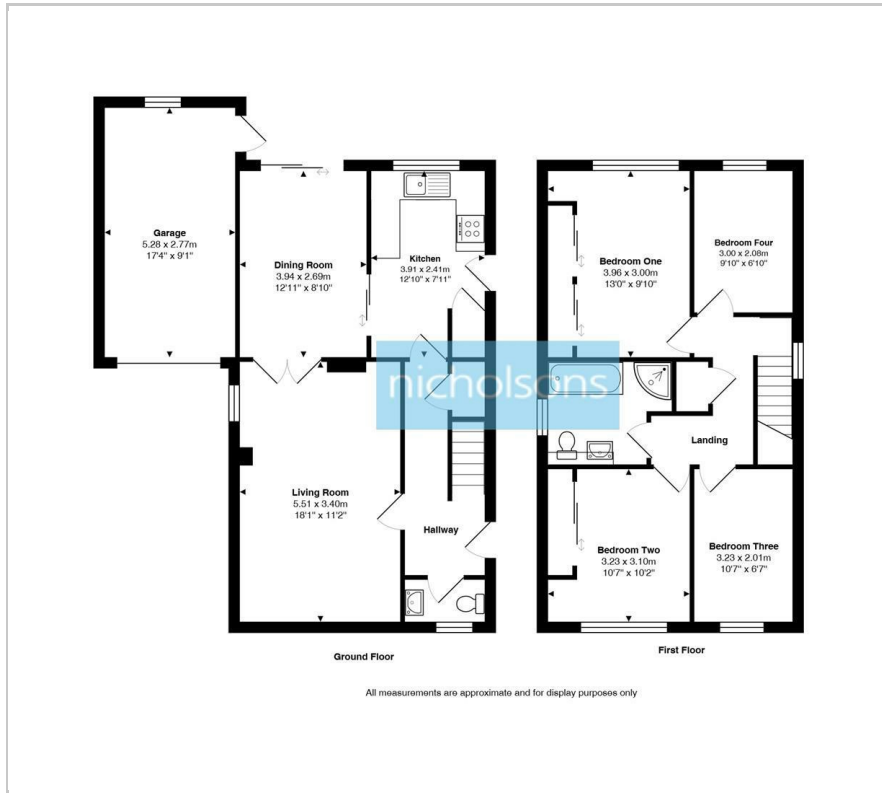 Garage
5.28 x 2.77m
17'4" x 9'1"
Dining Room
3.94 x 2.69m
12'11" x 8'10"
Kitchen
3.91 x 2.41m
12'10" x 7'11"
Living Room
5.51 x 3.40m
18'1" x 11'2"
Hallway
Ground Floor
Bedroom One
3.96 x 3.00m
13'0" x 9'10"
Bedroom Four
3.00 x 2.08m
9'10" x 6'10"
Landing
Bedroom Two
3.23 x 3.10m
10'7" x 10'2"
Bedroom Three
3.23 x 2.01m
10'7" x 6'7"
First Floor
nicholsons
All measurements are approximate and for display purposes only